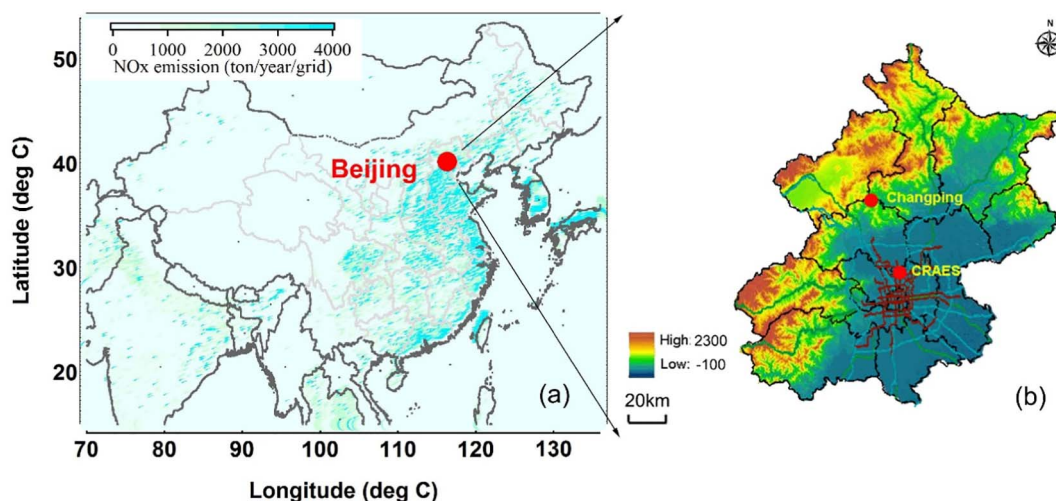 0 1000 2000 3000 4000
NOx emission (ton/year/grid)
50
40
30
20
Latitude (deg C)
Beijing
(a)
70 80 90 100 110 120 130
Longitude (deg C)
N
Changping
CRAES
High: 2300
Low: -100
20km
(b)